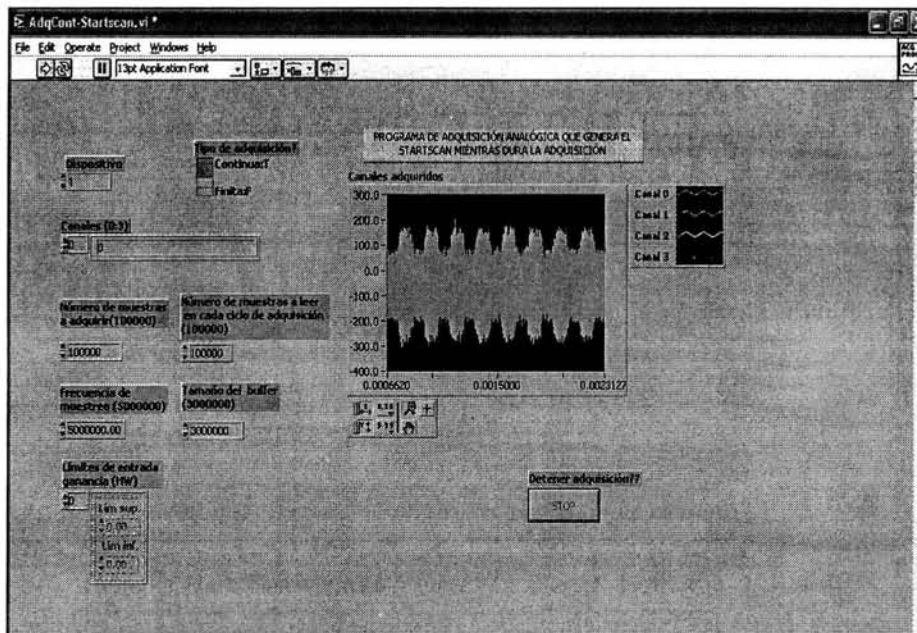 AdqCont-Startscan.vi *
File Edit Operate Project Windows Help
13pt Application Font
PROGRAMA DE ADQUISICIÓN ANALÓGICA QUE GENERA EL
STARTSCAN MIENTRAS DURA LA ADQUISICIÓN
Dispositivo
1
Tipo de adquisición?
Continua:T
Finita:F
Canales (0:3)
0
0
Canales adquiridos
300.0
200.0
100.0
0.0
-100.0
-200.0
-300.0
-400.0
0.0006620 0.0015000 0.0023127
Canal 0
Canal 1
Canal 2
Canal 3
Número de muestras
a adquirir(100000)
100000
Número de muestras a leer
en cada ciclo de adquisición
(100000)
100000
Frecuencia de
muestreo (5000000)
5000000.00
Tamaño del buffer
(3000000)
3000000
Límites de entrada
ganancia (HW)
0
Lim sup.
0.00
Lim inf.
0.00
Detener adquisición??
STOP